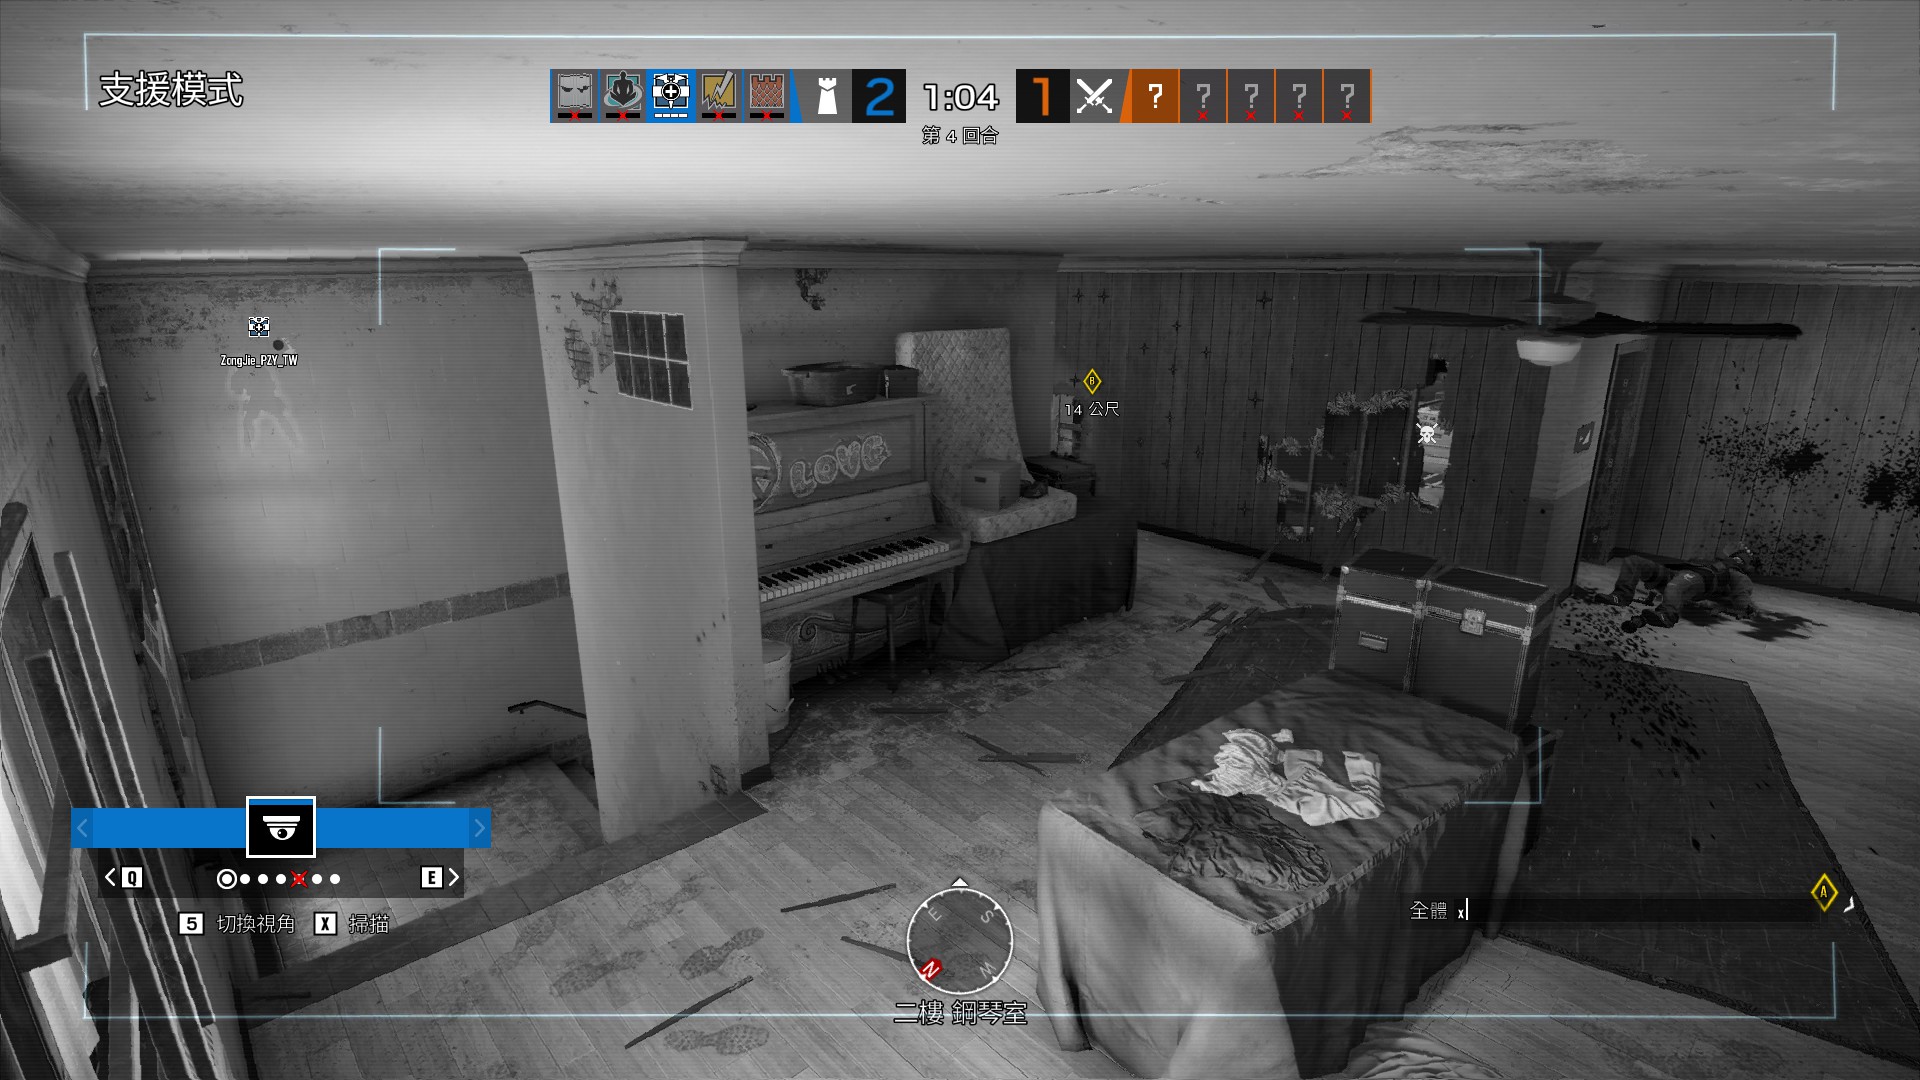 支援模式
2
1:04
第 4 回合
1
? ? ? ? ?
ZongJie_PZY_TW
B
14 公尺
LOVE
Q
E
5 切換視角 X 掃描
E S
N W
二樓 鋼琴室
全體 x
A